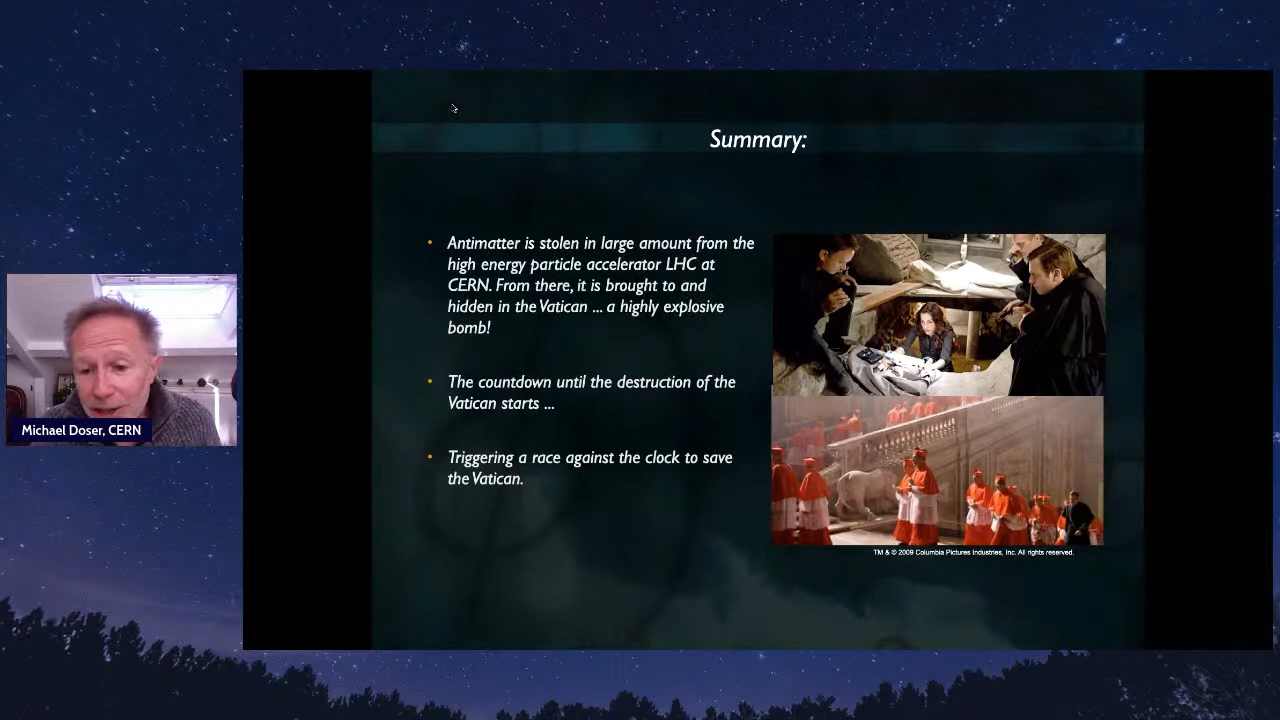 Summary:
Antimatter is stolen in large amount from the
high energy particle accelerator LHC at
CERN. From there, it is brought to and
hidden in the Vatican ... a highly explosive
bomb!
The countdown until the destruction of the
Vatican starts ...
Triggering a race against the clock to save
the Vatican.
TM & © 2009 Columbia Pictures Industries, Inc. All rights reserved.
Michael Doser, CERN